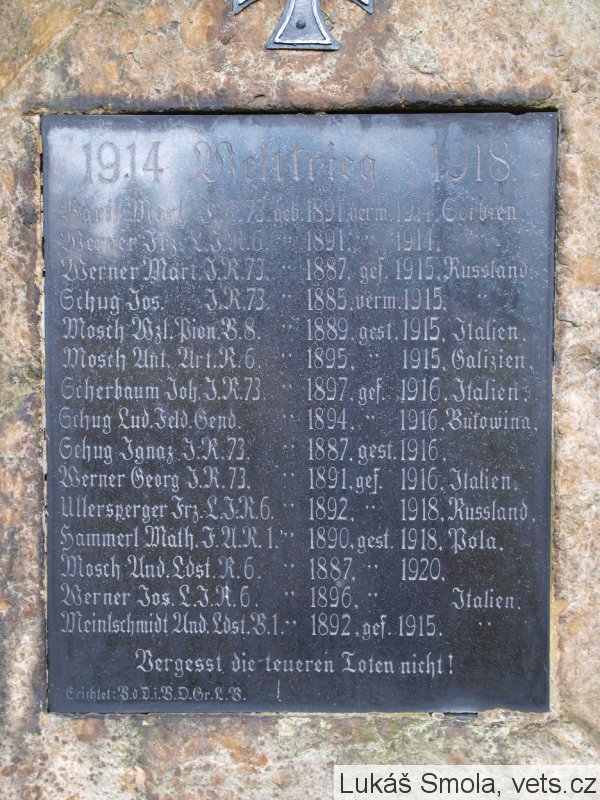 1914 Weltkrieg 1918
Bartl Mart. I.R.73. geb. 1891. verm. 1914. Serbien.
Werner Frz. L.I.R.6. " 1891. " 1914. "
Werner Mart. I.R.73. " 1887. gef. 1915. Russland.
Schug Jos. I.R.73. " 1885. verm. 1915. "
Mosch Wzl. Pion.B.8. " 1889. gest. 1915. Italien.
Mosch Ant. Art.R.6. " 1895. " 1915. Galizien.
Scherbaum Joh. I.R.73. " 1897. gef. 1916. Italien.
Schug Lud. Feld.Gend. " 1894. " 1916. Bukowina.
Schug Ignaz I.R.73. " 1887. gest. 1916.
Werner Georg I.R.73. " 1891. gef. 1916. Italien.
Ullersperger Frz. L.I.R.6. " 1892. " 1918. Russland.
Hammerl Math. F.A.R.1. " 1890. gest. 1918. Pola.
Mosch And. Ldst.R.6. " 1887. " 1920.
Werner Jos. L.I.R.6. " 1896. " Italien.
Meinlschmidt And. Ldst.B.1. " 1892. gef. 1915. "
Vergesst die teueren Toten nicht!
Erichtet: B.d.D.i.B.O.Gr.L.B.
Lukáš Smola, vets.cz